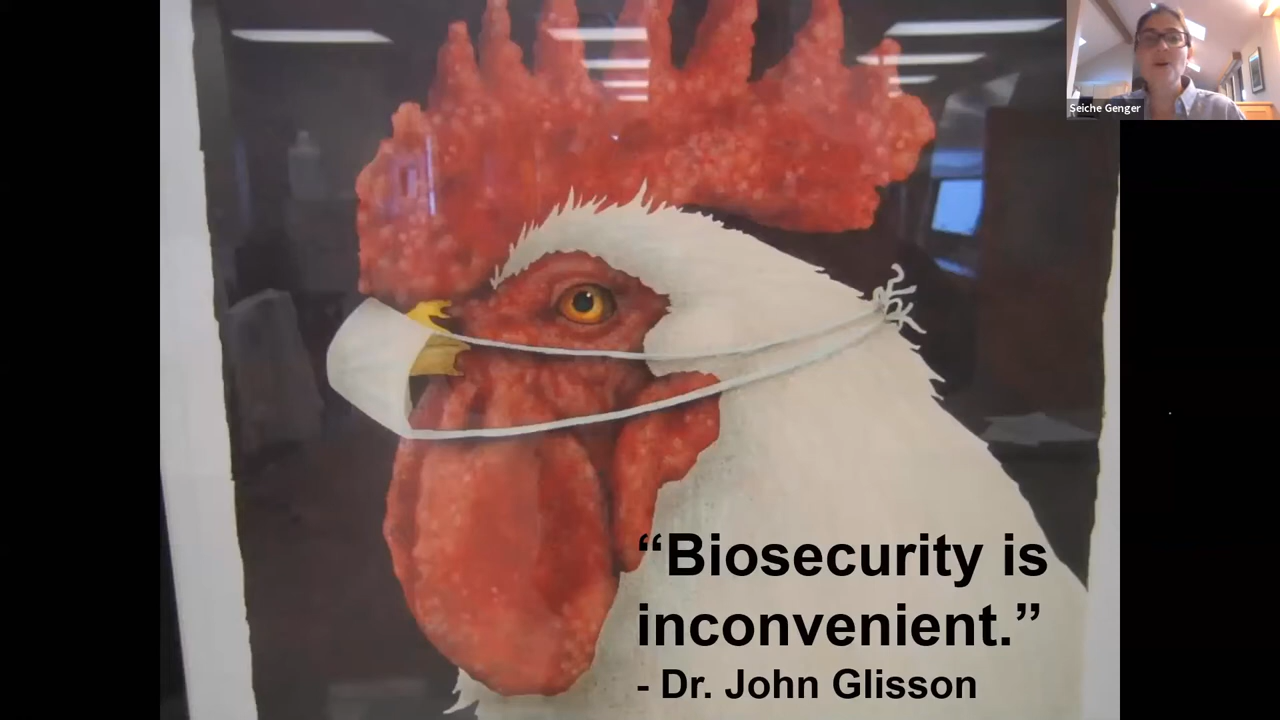 Seiche Genger
“Biosecurity is
inconvenient.”
- Dr. John Glisson